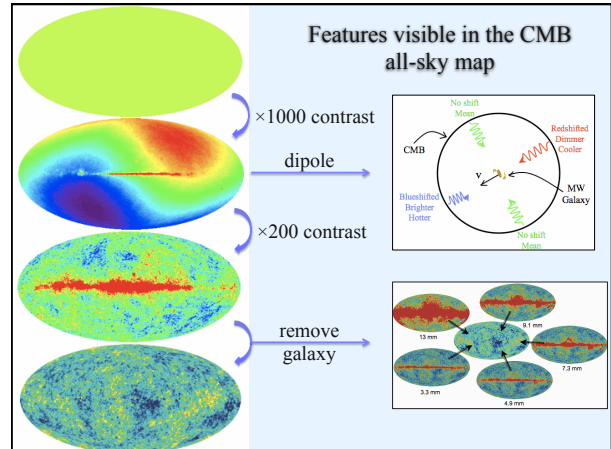 Features visible in the CMB
all-sky map
×1000 contrast
dipole
×200 contrast
remove
galaxy
No shift
Mean
Redshifted
Dimmer
Cooler
CMB
v
MW
Galaxy
Blueshifted
Brighter
Hotter
No shift
Mean
13 mm
9.1 mm
7.3 mm
3.3 mm
4.9 mm